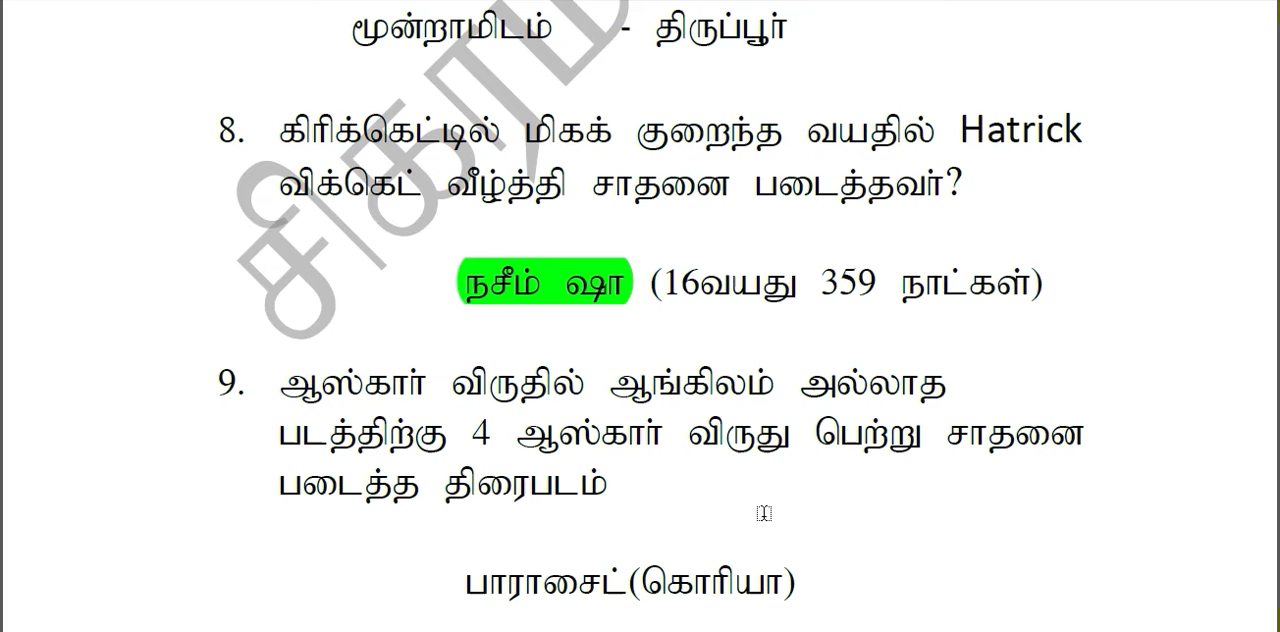 மூன்றாமிடம் - திருப்பூர்
8. கிரிக்கெட்டில் மிகக் குறைந்த வயதில் Hatrick
விக்கெட் வீழ்த்தி சாதனை படைத்தவர்?
நசீம் ஷா (16வயது 359 நாட்கள்)
9. ஆஸ்கார் விருதில் ஆங்கிலம் அல்லாத
படத்திற்கு 4 ஆஸ்கார் விருது பெற்று சாதனை
படைத்த திரைபடம்
பாராசைட்(கொரியா)